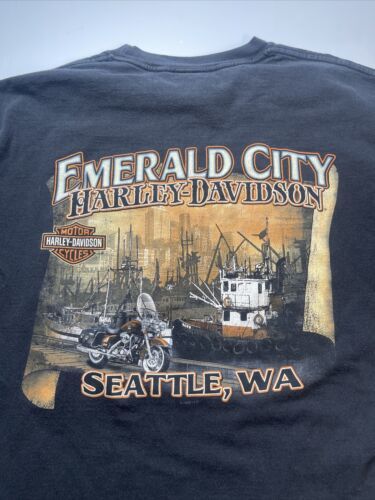 EMERALD CITY
HARLEY-DAVIDSON
MOTOR
HARLEY-DAVIDSON
CYCLES
SEATTLE, WA